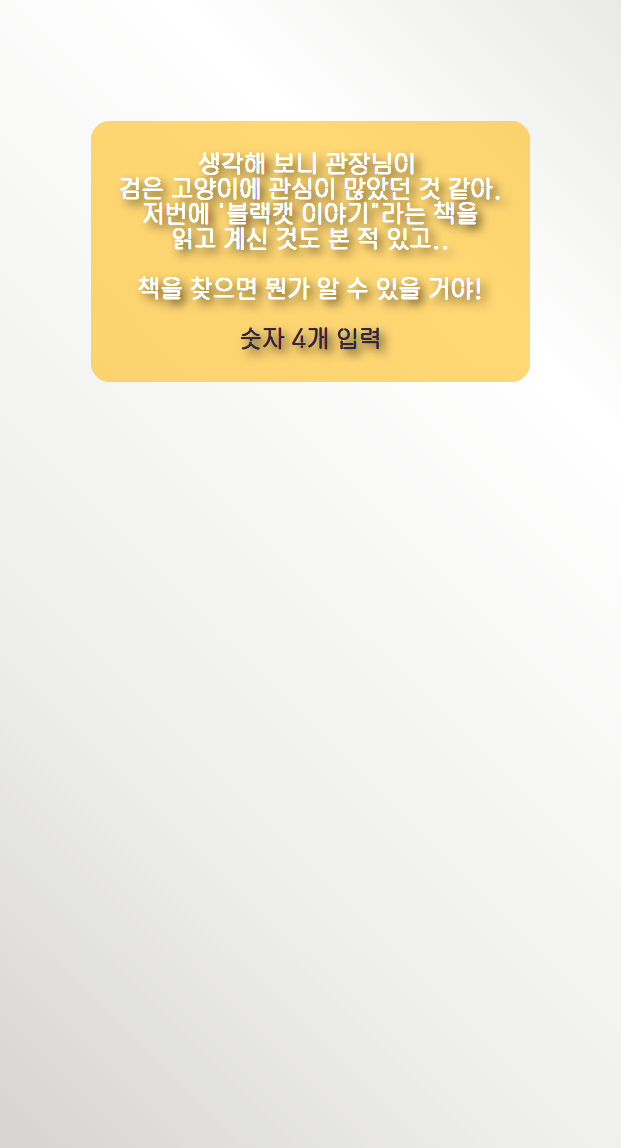 생각해 보니 관장님이
검은 고양이에 관심이 많았던 것 같아.
저번에 '블랙캣 이야기"라는 책을
읽고 계신 것도 본 적 있고..
책을 찾으면 뭔가 알 수 있을 거야!
숫자 4개 입력